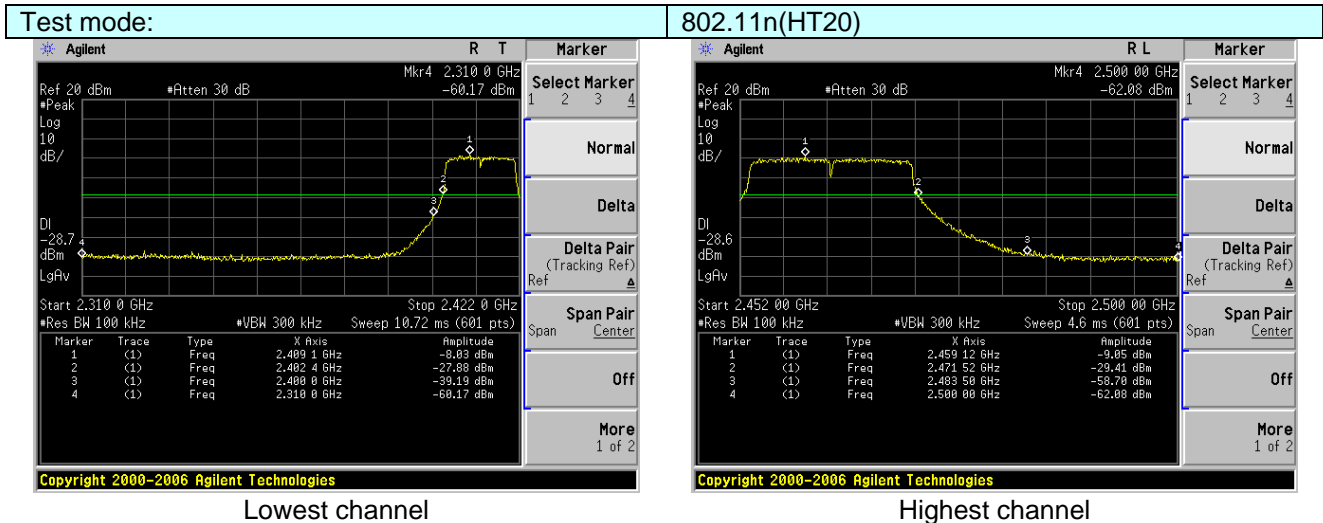 Test mode: 802.11n(HT20)
Agilent R T Marker
Mkr4 2.310 0 GHz
Ref 20 dBm #Atten 30 dB -60.17 dBm
#Peak
Log
10
dB/
1
2
3
4
DI
-28.7
dBm
LgAv
Start 2.310 0 GHz Stop 2.422 0 GHz
#Res BW 100 kHz #VBW 300 kHz Sweep 10.72 ms (601 pts)
Marker Trace Type X Axis Amplitude
1 (1) Freq 2.409 1 GHz -8.03 dBm
2 (1) Freq 2.402 4 GHz -27.88 dBm
3 (1) Freq 2.400 0 GHz -39.19 dBm
4 (1) Freq 2.310 0 GHz -60.17 dBm
Select Marker
1 2 3 4
Normal
Delta
Delta Pair
(Tracking Ref)
Ref Δ
Span Pair
Span Center
Off
More
1 of 2
Copyright 2000-2006 Agilent Technologies
Lowest channel
Agilent R L Marker
Mkr4 2.500 00 GHz
Ref 20 dBm #Atten 30 dB -62.08 dBm
#Peak
Log
10
dB/
1
2
3
4
DI
-28.6
dBm
LgAv
Start 2.452 00 GHz Stop 2.500 00 GHz
#Res BW 100 kHz #VBW 300 kHz Sweep 4.6 ms (601 pts)
Marker Trace Type X Axis Amplitude
1 (1) Freq 2.459 12 GHz -9.05 dBm
2 (1) Freq 2.471 52 GHz -29.41 dBm
3 (1) Freq 2.483 50 GHz -58.70 dBm
4 (1) Freq 2.500 00 GHz -62.08 dBm
Select Marker
1 2 3 4
Normal
Delta
Delta Pair
(Tracking Ref)
Ref Δ
Span Pair
Span Center
Off
More
1 of 2
Copyright 2000-2006 Agilent Technologies
Highest channel